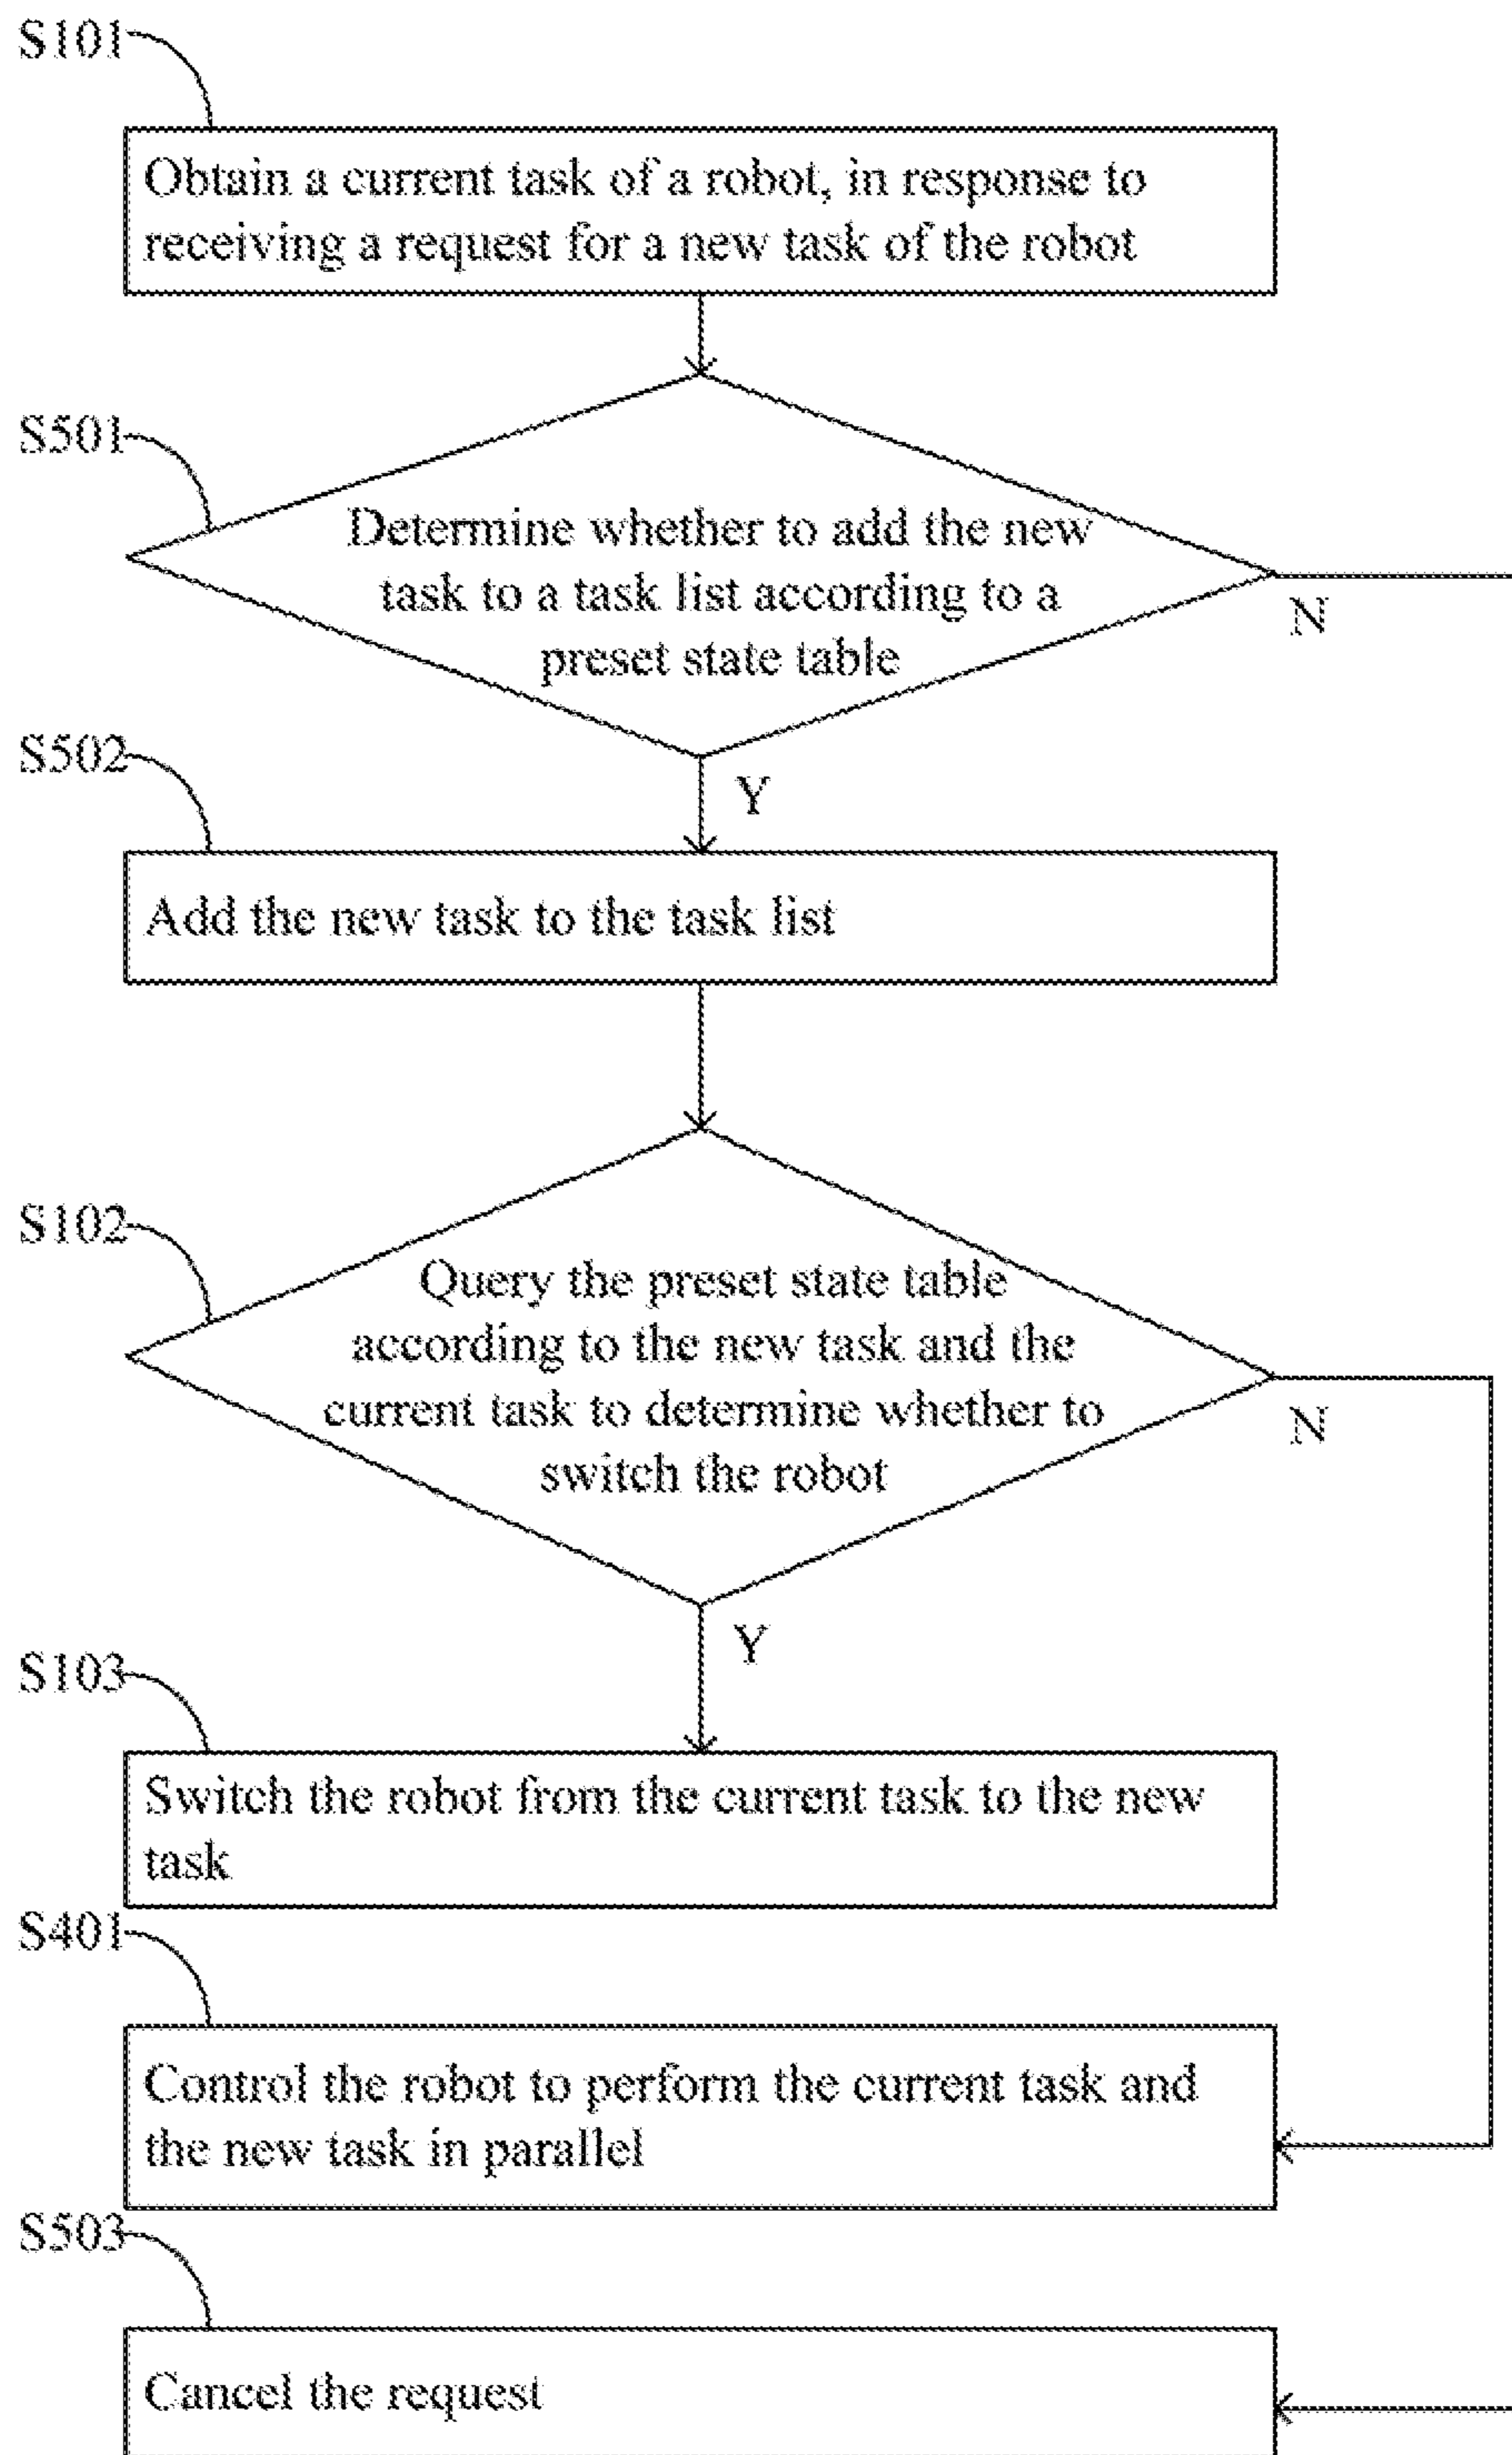 S101
Obtain a current task of a robot, in response to
receiving a request for a new task of the robot
S501
Determine whether to add the new
task to a task list according to a
preset state table
N
S502
Y
Add the new task to the task list
S102
Query the preset state table
according to the new task and the
current task to determine whether to
switch the robot
N
Y
S103
Switch the robot from the current task to the new
task
S401
Control the robot to perform the current task and
the new task in parallel
S503
Cancel the request